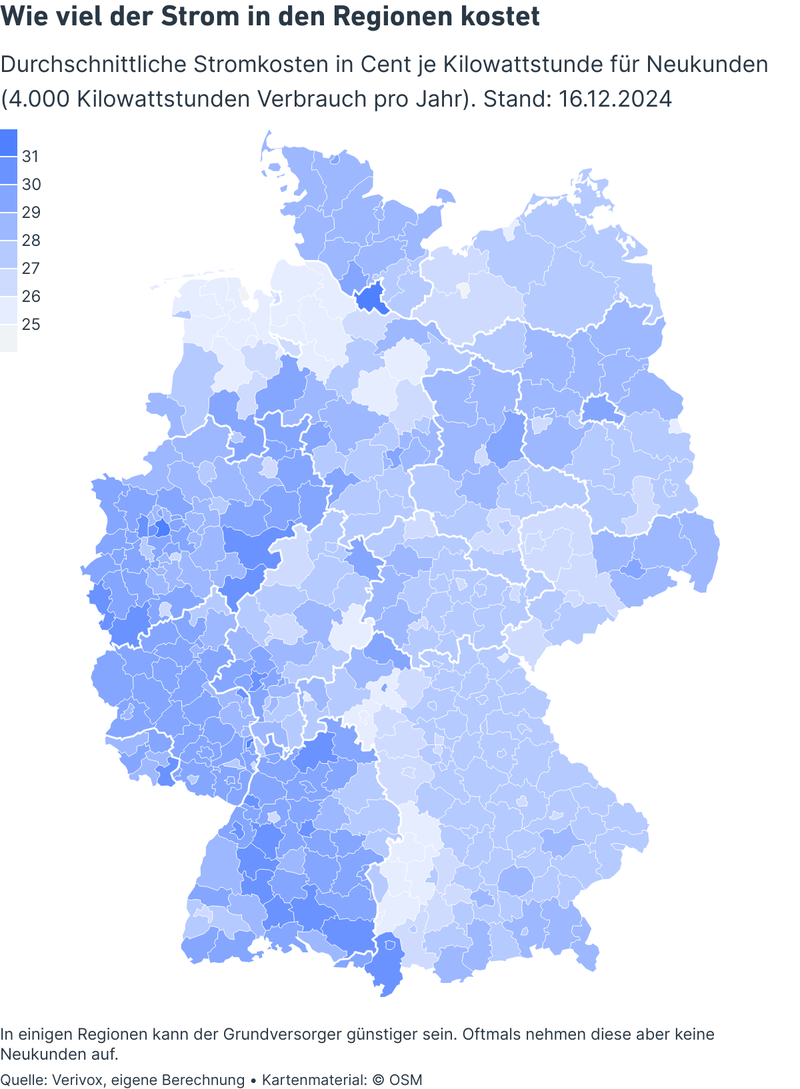 Wie viel der Strom in den Regionen kostet
Durchschnittliche Stromkosten in Cent je Kilowattstunde für Neukunden
(4.000 Kilowattstunden Verbrauch pro Jahr). Stand: 16.12.2024
31
30
29
28
27
26
25
In einigen Regionen kann der Grundversorger günstiger sein. Oftmals nehmen diese aber keine
Neukunden auf.
Quelle: Verivox, eigene Berechnung • Kartenmaterial: © OSM